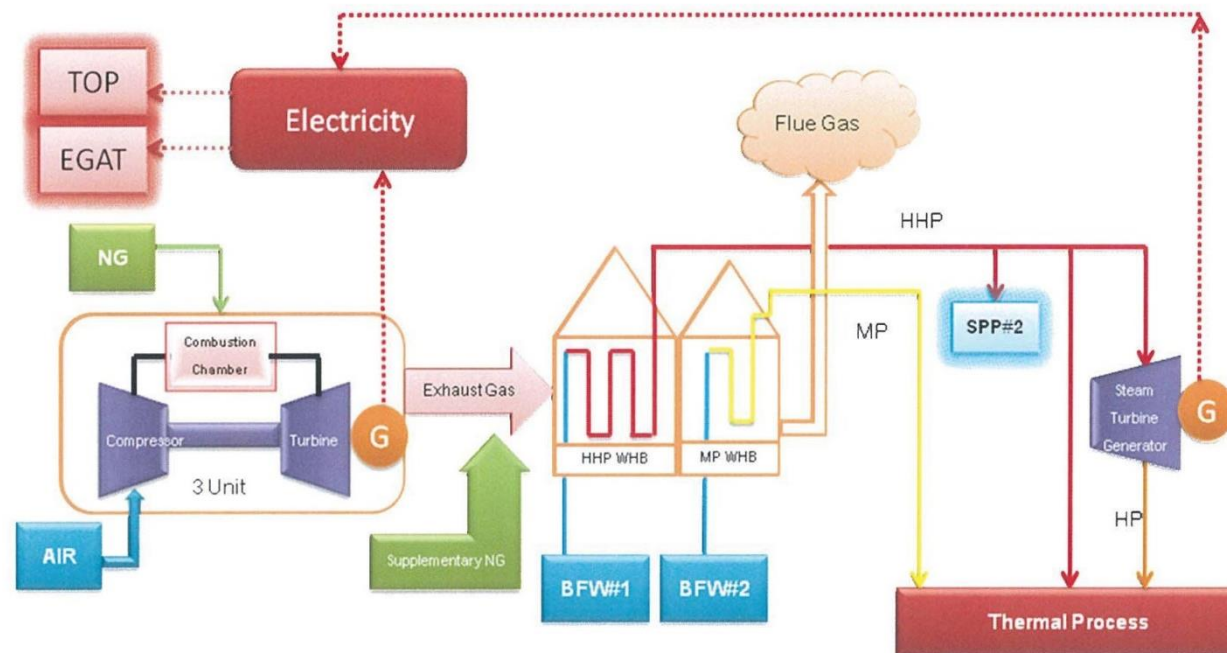 TOP
Electricity
EGAT
Flue Gas
NG
HHP
Combustion
Chamber
SPP#2
MP
Exhaust Gas
Compressor
Turbine
G
Steam
Turbine
Generator
G
HHP WHB
MP WHB
3 Unit
HP
AIR
Supplementary NG
BFW#1
BFW#2
Thermal Process